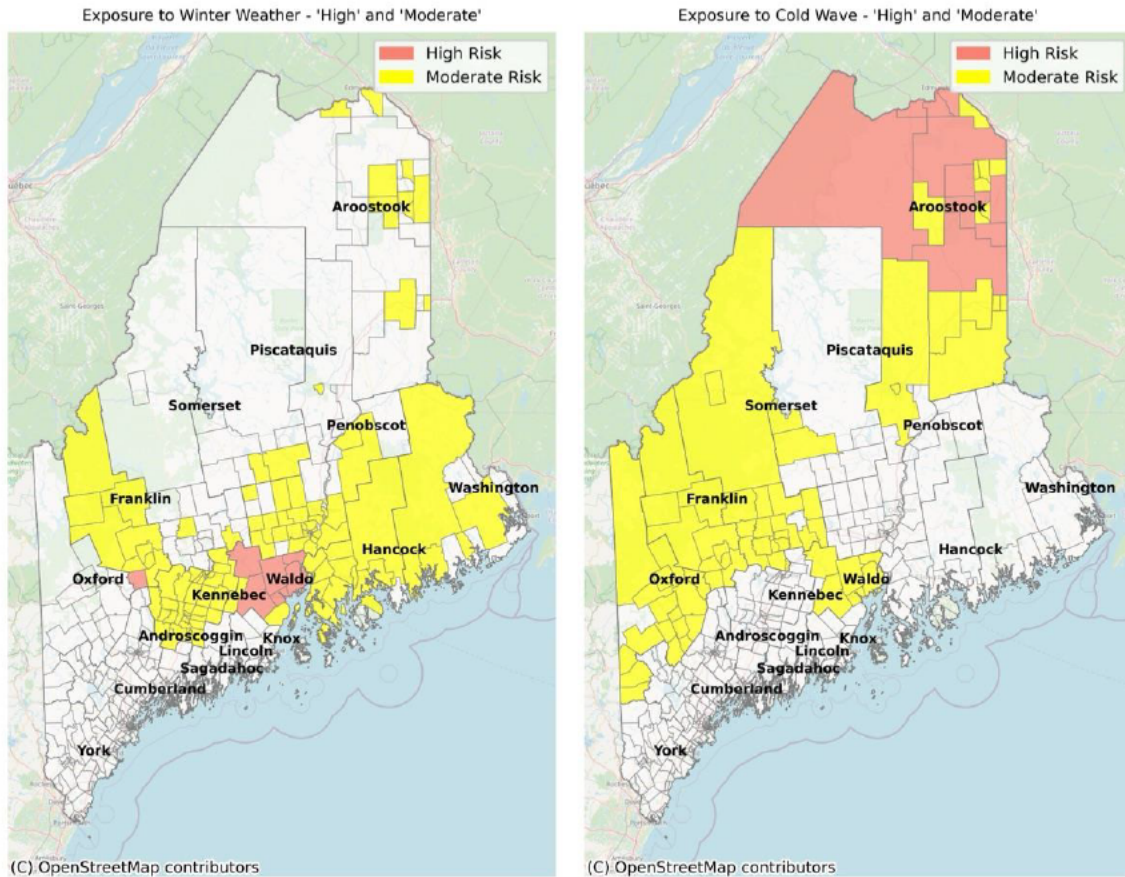 Exposure to Winter Weather - 'High' and 'Moderate'
High Risk
Moderate Risk
Aroostook
Piscataquis
Somerset
Penobscot
Washington
Franklin
Hancock
Oxford
Waldo
Kennebec
Androscoggin
Knox
Lincoln
Sagadahoc
Cumberland
York
(C) OpenStreetMap contributors
Exposure to Cold Wave - 'High' and 'Moderate'
High Risk
Moderate Risk
Aroostook
Piscataquis
Somerset
Penobscot
Washington
Franklin
Hancock
Oxford
Waldo
Kennebec
Androscoggin
Knox
Lincoln
Sagadahoc
Cumberland
York
(C) OpenStreetMap contributors